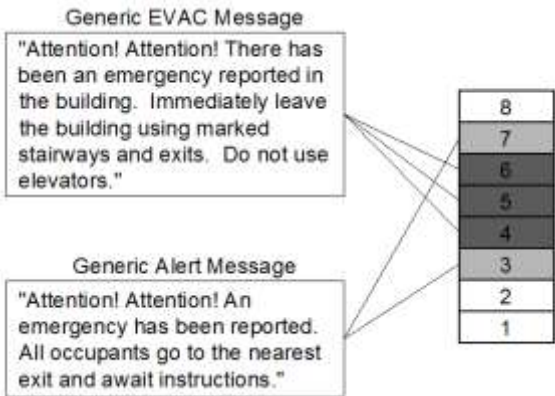 Generic EVAC Message
"Attention! Attention! There has
been an emergency reported in
the building.  Immediately leave
the building using marked
stairways and exits.  Do not use
elevators."
8
7
6
5
4
3
2
1
Generic Alert Message
"Attention! Attention! An
emergency has been reported.
All occupants go to the nearest
exit and await instructions."